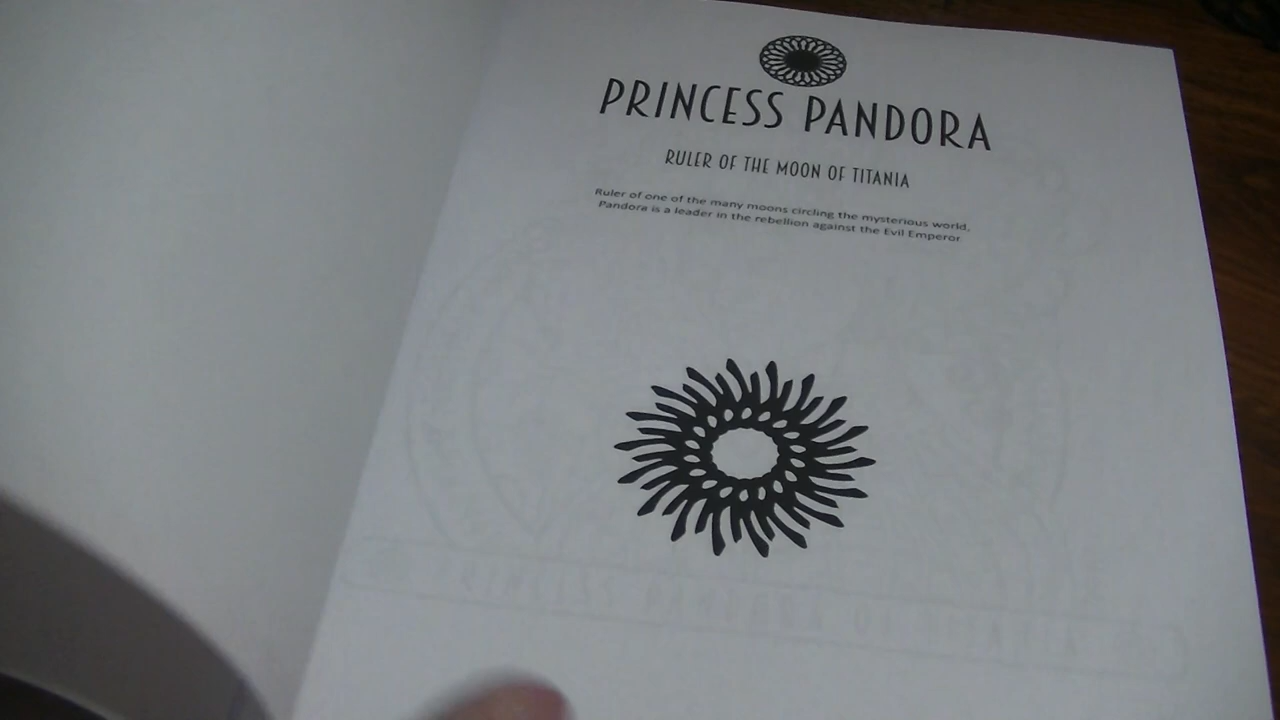 PRINCESS PANDORA
RULER OF THE MOON OF TITANIA
Ruler of one of the many moons circling the mysterious world,
Pandora is a leader in the rebellion against the Evil Emperor